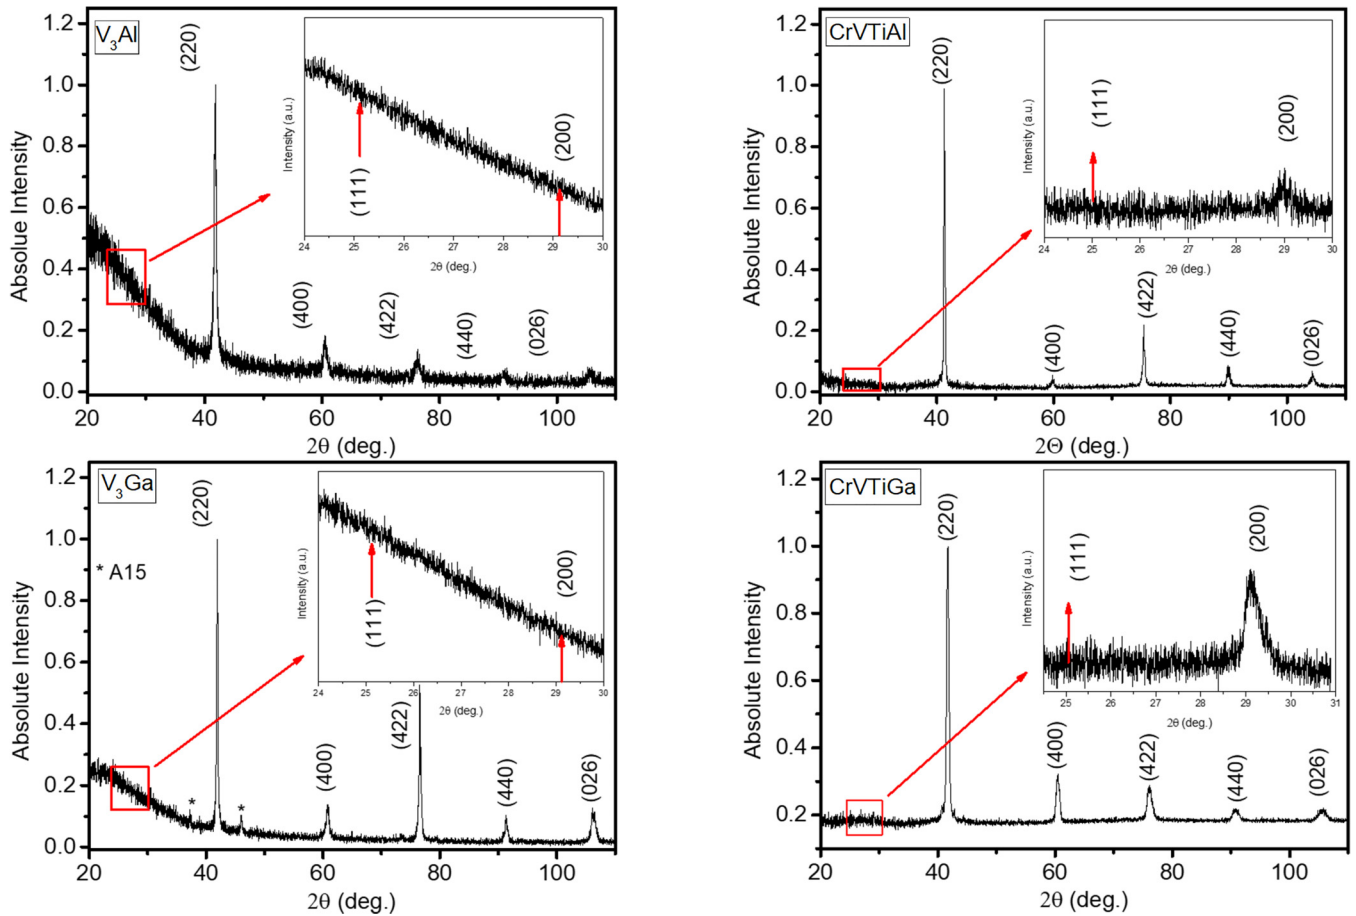 V3Al
Absolue Intensity
1.2
1.0
0.8
0.6
0.4
0.2
0.0
(220)
(400)
(422)
(440)
(026)
20 40 60 80 100
2θ (deg.)
Intensity (a.u.)
(111)
(200)
24 25 26 27 28 29 30
2θ (deg.)
CrVTiAl
Absolute Intensity
1.2
1.0
0.8
0.6
0.4
0.2
0.0
(220)
(400)
(422)
(440)
(026)
20 40 60 80 100
2Θ (deg.)
Intensity (a.u.)
(111)
(200)
24 25 26 27 28 29 30
2θ (deg.)
V3Ga
* A15
Absolute Intensity
1.2
1.0
0.8
0.6
0.4
0.2
0.0
(220)
* *
(400)
(422)
(440)
(026)
20 40 60 80 100
2θ (deg.)
Intensity (a.u.)
(111)
(200)
24 25 26 27 28 29 30
2θ (deg.)
CrVTiGa
Absolute Intensity
1.2
1.0
0.8
0.6
0.4
0.2
(220)
(400)
(422)
(440)
(026)
20 40 60 80 100
2θ (deg.)
Intensity (a.u.)
(111)
(200)
25 26 27 28 29 30 31
2θ (deg.)